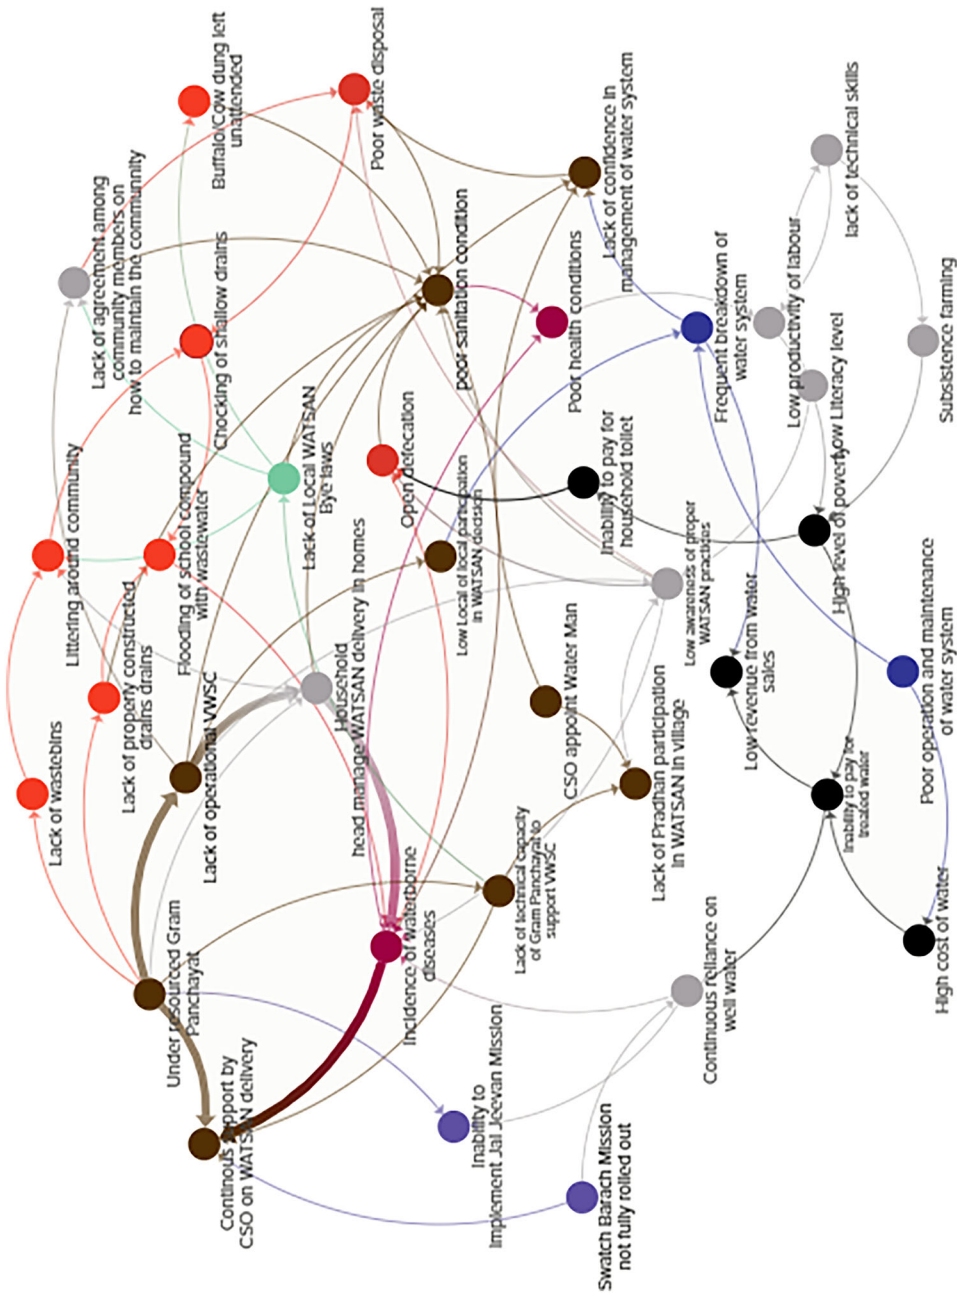 Buffalo/Cow dung left
unattended
Poor waste disposal
Lack of agreement among
community members on
how to maintain the communnity
Chocking of shallow drains
Poor sanitation condition
Lack of confidence in
management of water system
lack of technical skills
Poor health conditions
Frequent breakdown of
water system
Low productivity of labour
Subsistence farming
Low Literacy level
High level of poverty
Littering around community
Flooding of school compound
with wastewater
Lack of Local WATSAN
Bye laws
Open defecation
Low Local of local participation
in WATSAN decision
Inability to pay for
household toilet
Low awareness of proper
WATSAN practices
Lack of wastebins
Lack of properly constructed
drains drains
Lack of operational VWSC
Household
head manage WATSAN delivery in homes
CSO appoint Water Man
Lack of Pradhan participation
in WATSAN in village
Low revenue from water
sales
Poor operation and maintenance
of water system
Inability to pay for
treated water
High cost of water
Under resourced Gram
Panchayat
Incidence of waterborne
diseases
Lack of technical capacity
of Gram Panchayat to
support VWSC
Continuous reliance on
well water
Continous support by
CSO on WATSAN delivery
Inability to
Implement Jal Jeevan Mission
Swatch Barach Mission
not fully rolled out